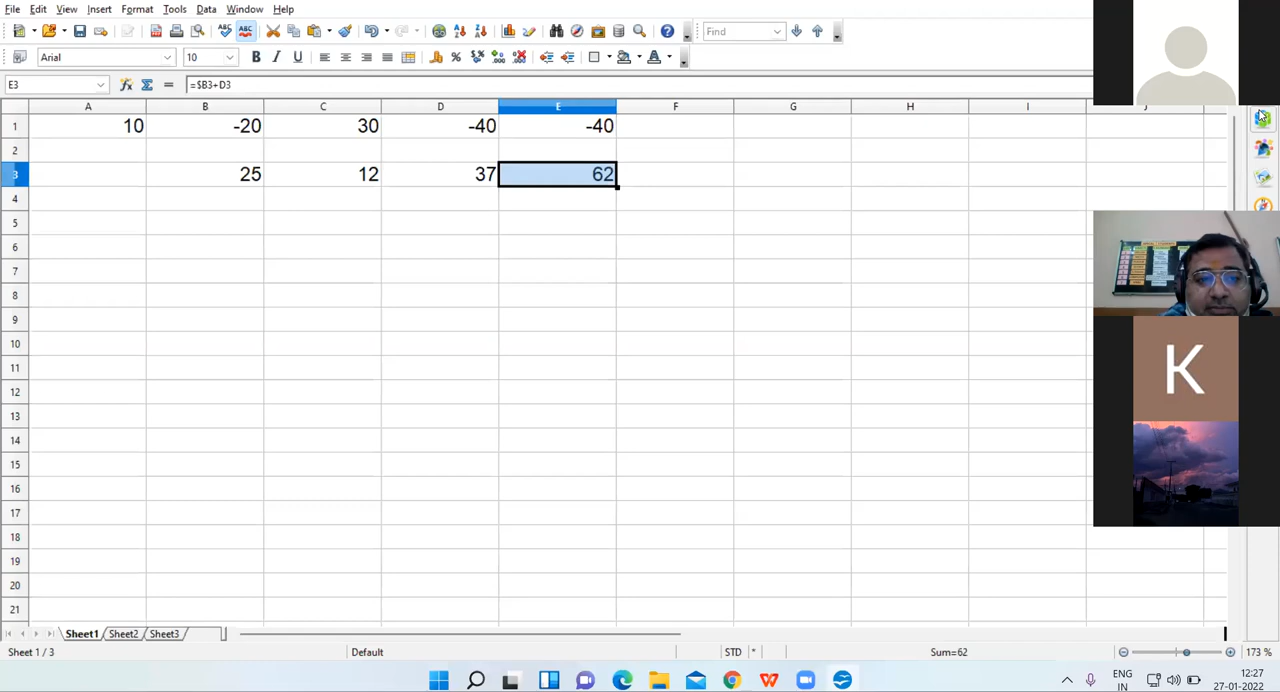 File Edit View Insert Format Tools Data Window Help
Find
Arial 10
E3 =$B3+D3
A B C D E F G H I J
1 10 -20 30 -40 -40
2
3 25 12 37 62
4
5
6
7
8
9
10
11
12
13
14
15
16
17
18
19
20
21
K
Sheet1 Sheet2 Sheet3
Sheet 1 / 3 Default STD * Sum=62 173 %
ENG 12:27
IN 27-01-2022